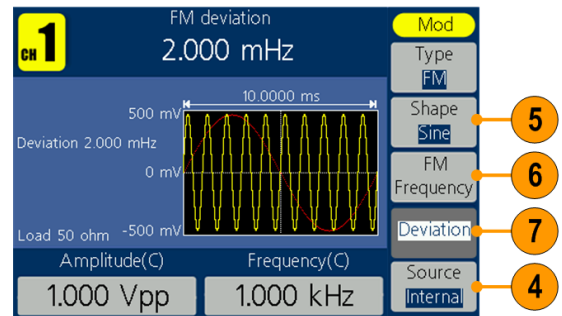 CH 1
FM deviation
2.000 mHz
Mod
Type
FM
Shape
Sine
5
FM
Frequency
6
Deviation
7
Source
Internal
4
10.0000 ms
500 mV
Deviation 2.000 mHz
0 mV
Load 50 ohm
-500 mV
Amplitude(C)
Frequency(C)
1.000 Vpp
1.000 kHz